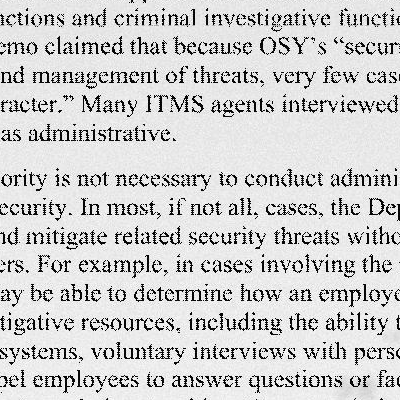 nctions and criminal investigative functio
emo claimed that because OSY's “secur
nd management of threats, very few cas
racter.” Many ITMS agents interviewed
as administrative.
ority is not necessary to conduct admini
ecurity. In most, if not all, cases, the Dep
nd mitigate related security threats witho
ers. For example, in cases involving the
ay be able to determine how an employe
tigative resources, including the ability t
systems, voluntary interviews with perso
pel employees to answer questions or fac